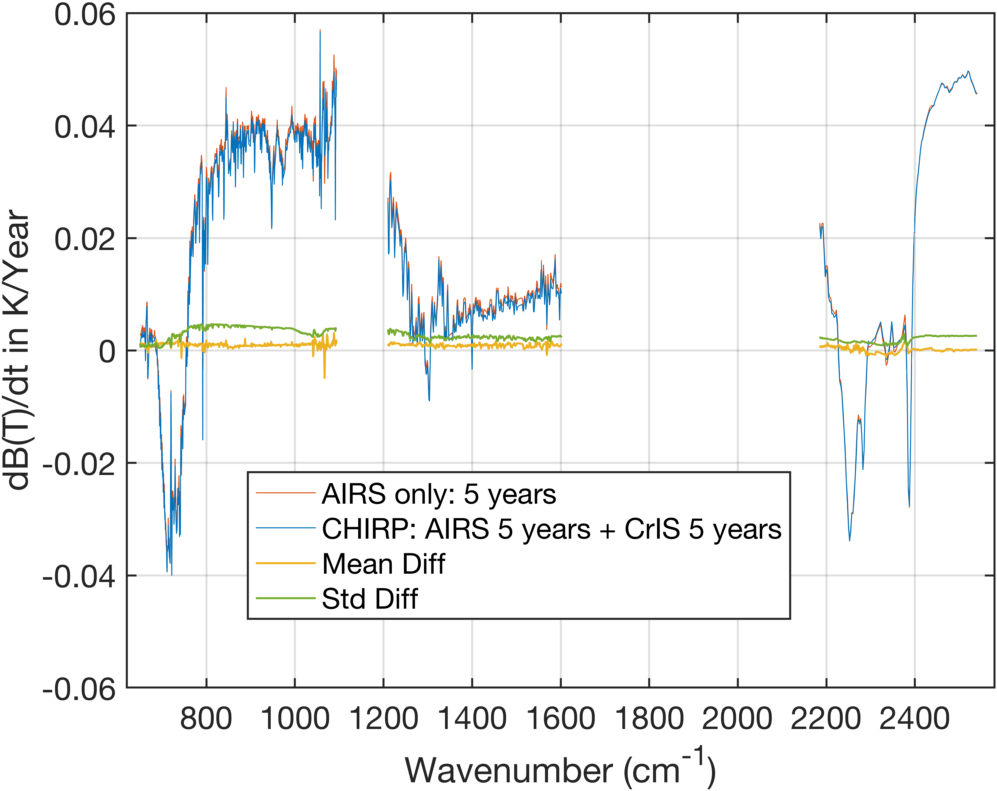 0.06
0.04
0.02
0
-0.02
-0.04
-0.06
dB(T)/dt in K/Year
AIRS only: 5 years
CHIRP: AIRS 5 years + CrIS 5 years
Mean Diff
Std Diff
800 1000 1200 1400 1600 1800 2000 2200 2400
Wavenumber (cm⁻¹)